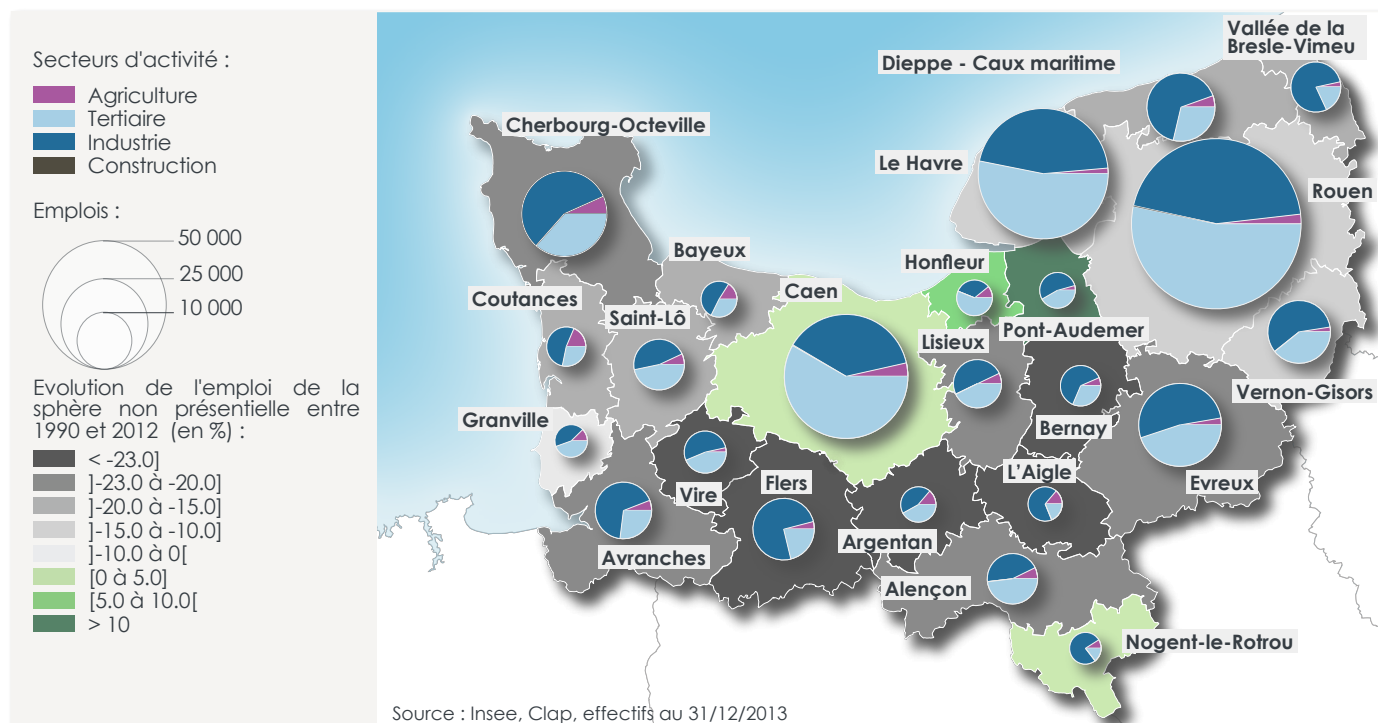 Secteurs d'activité :
Agriculture
Tertiaire
Industrie
Construction
Emplois :
50 000
25 000
10 000
Evolution de l'emploi de la
sphère non présentielle entre
1990 et 2012 (en %) :
< -23.0]
]-23.0 à -20.0]
]-20.0 à -15.0]
]-15.0 à -10.0]
]-10.0 à 0[
[0 à 5.0]
[5.0 à 10.0[
> 10
Vallée de la
Bresle-Vimeu
Dieppe - Caux maritime
Cherbourg-Octeville
Le Havre
Rouen
Bayeux
Honfleur
Coutances
Caen
Saint-Lô
Pont-Audemer
Lisieux
Vernon-Gisors
Granville
Bernay
L'Aigle
Evreux
Vire
Flers
Argentan
Avranches
Alençon
Nogent-le-Rotrou
Source : Insee, Clap, effectifs au 31/12/2013